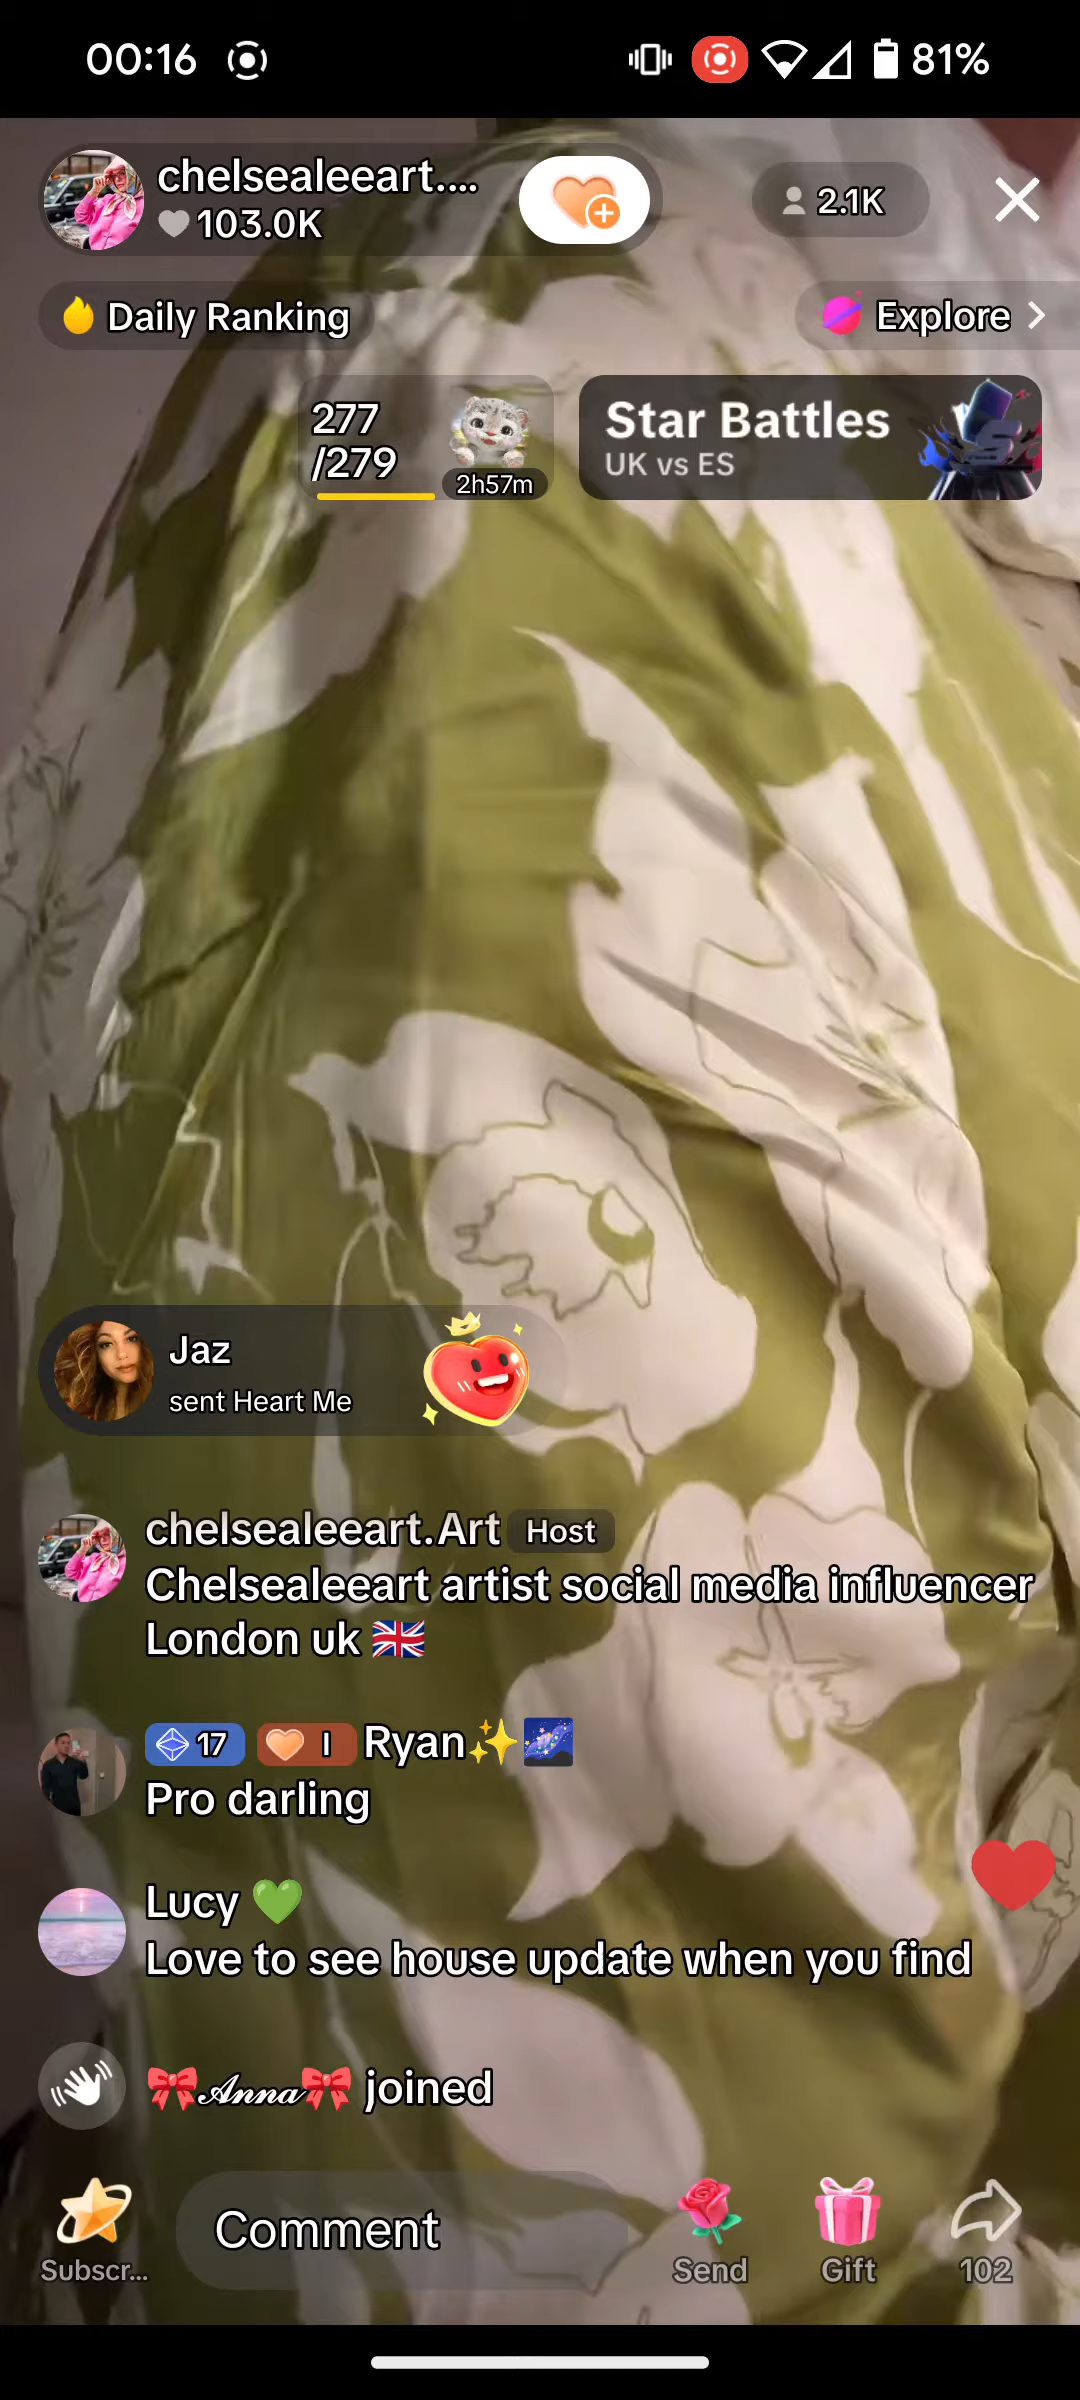 00:16
81%
chelsealeeart....
103.0K
2.1K
Daily Ranking
Explore
277
/279
2h57m
Star Battles
UK vs ES
Jaz
sent Heart Me
chelsealeeart.Art Host
Chelsealeeart artist social media influencer
London uk 🇬🇧
17 I Ryan✨🌌
Pro darling
Lucy 💚
Love to see house update when you find
🎀𝒜𝓃𝓃𝒶🎀 joined
Subscr...
Comment
Send
Gift
102